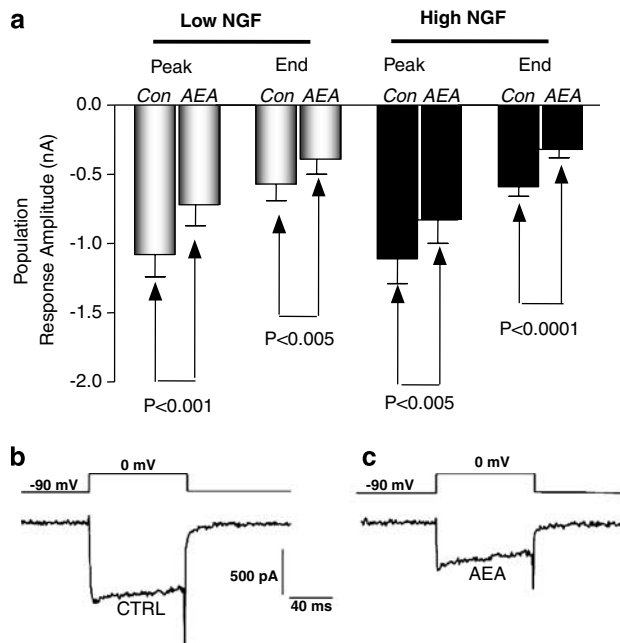 a
Low NGF
High NGF
Peak
End
Peak
End
Con AEA
Con AEA
Con AEA
Con AEA
0.0
-0.5
-1.0
-1.5
-2.0
Population
Response Amplitude (nA)
P<0.001
P<0.005
P<0.005
P<0.0001
b
0 mV
-90 mV
CTRL
500 pA
40 ms
c
0 mV
-90 mV
AEA